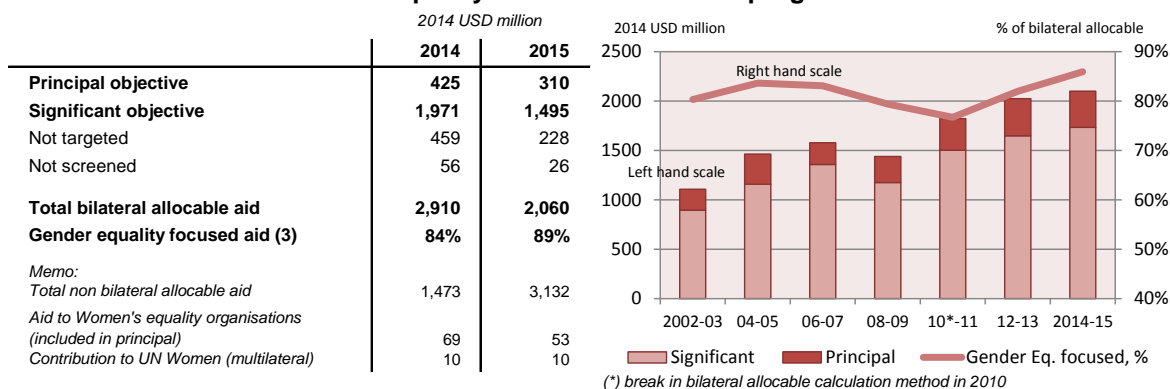 2014 USD million
2014 2015
Principal objective 425 310
Significant objective 1,971 1,495
Not targeted 459 228
Not screened 56 26
Total bilateral allocable aid 2,910 2,060
Gender equality focused aid (3) 84% 89%
Memo:
Total non bilateral allocable aid 1,473 3,132
Aid to Women's equality organisations
(included in principal) 69 53
Contribution to UN Women (multilateral) 10 10
2014 USD million % of bilateral allocable
2500 90%
Right hand scale
2000 80%
1500 70%
Left hand scale
1000 60%
500 50%
0 40%
2002-03 04-05 06-07 08-09 10*-11 12-13 2014-15
Significant Principal Gender Eq. focused, %
(*) break in bilateral allocable calculation method in 2010